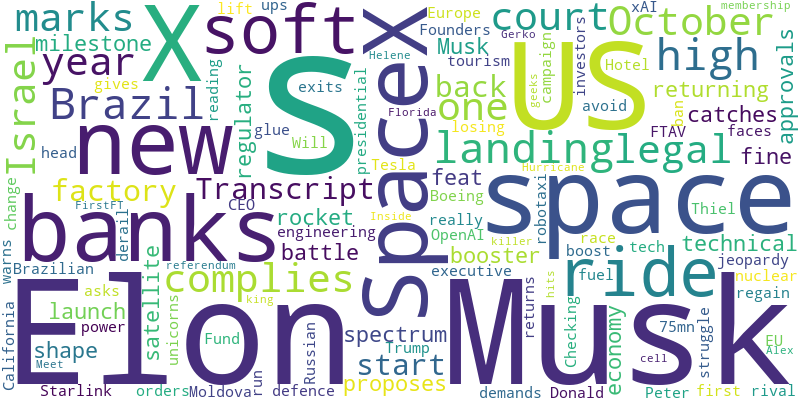 marks
X
soft
lift
ups
Europe
Founders
Gerko
court
xAI
October
membership
milestone
year
Musk
tourism
investors
campaign
US
high
approvals
Israel
Brazil
reading
regulator
S
exits
presidential
Helene
SpaceX
back
one
Hotel
avoid
geeks
ban
returning
catches
gives
new
glue
Will
Florida
losing
landing
legal
FTAV
faces
fine
head
factory
Transcript
Tesla
feat
Hurricane
space
change
FirstFT
CEO
Inside
Boeing
really
robotaxi
Thiel
banks
derail
rocket
engineering
OpenAI
killer
race
tech
technical
warns
Brazilian
satellite
battle
booster
boost
jeopardy
referendum
complies
executive
ride
fuel
nuclear
regain
California
asks
launch
power
unicorns
king
Elon
Musk
returns
hits
Checking
economy
75mn
struggle
EU
Alex
shape
Meet
Fund
Russian
spectrum
Trump
start
cell
Starlink
orders
Moldova
run
defence
proposes
demands
Donald
Peter
first
rival